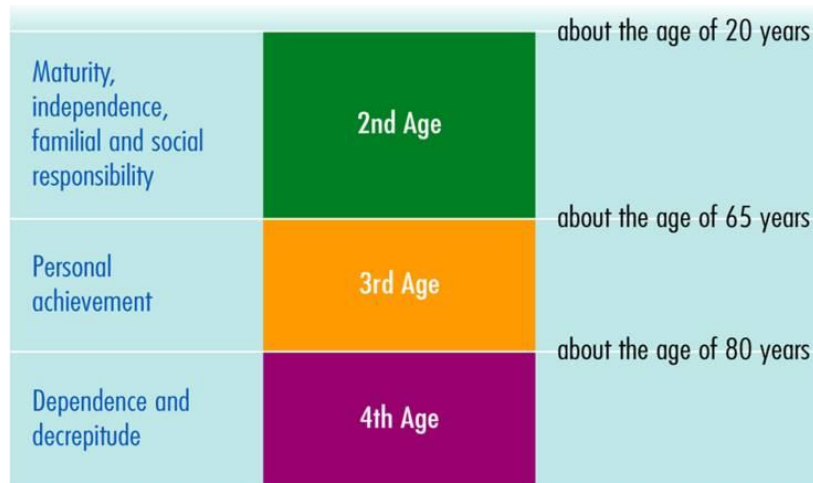 about the age of 20 years
Maturity,
independence,
familial and social
responsibility
2nd Age
about the age of 65 years
Personal
achievement
3rd Age
about the age of 80 years
Dependence and
decrepitude
4th Age